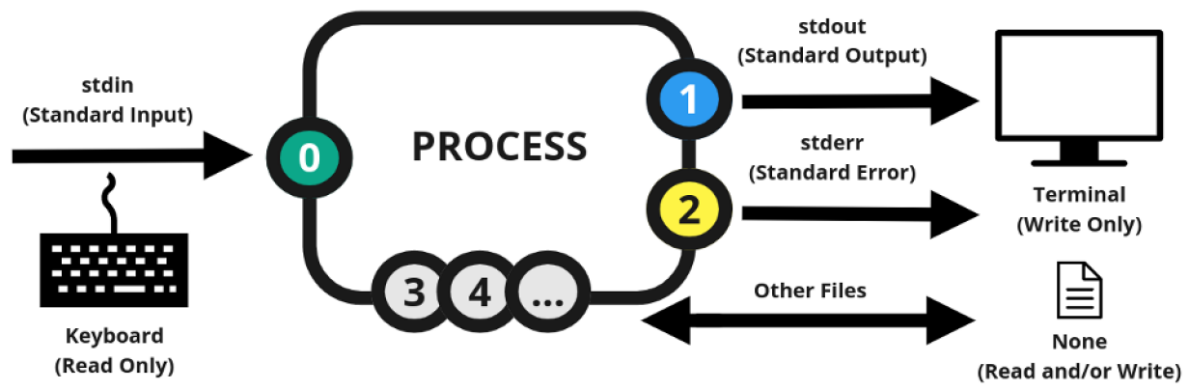 stdin
(Standard Input)
Keyboard
(Read Only)
0
PROCESS
1
2
3
4
...
stdout
(Standard Output)
stderr
(Standard Error)
Other Files
Terminal
(Write Only)
None
(Read and/or Write)